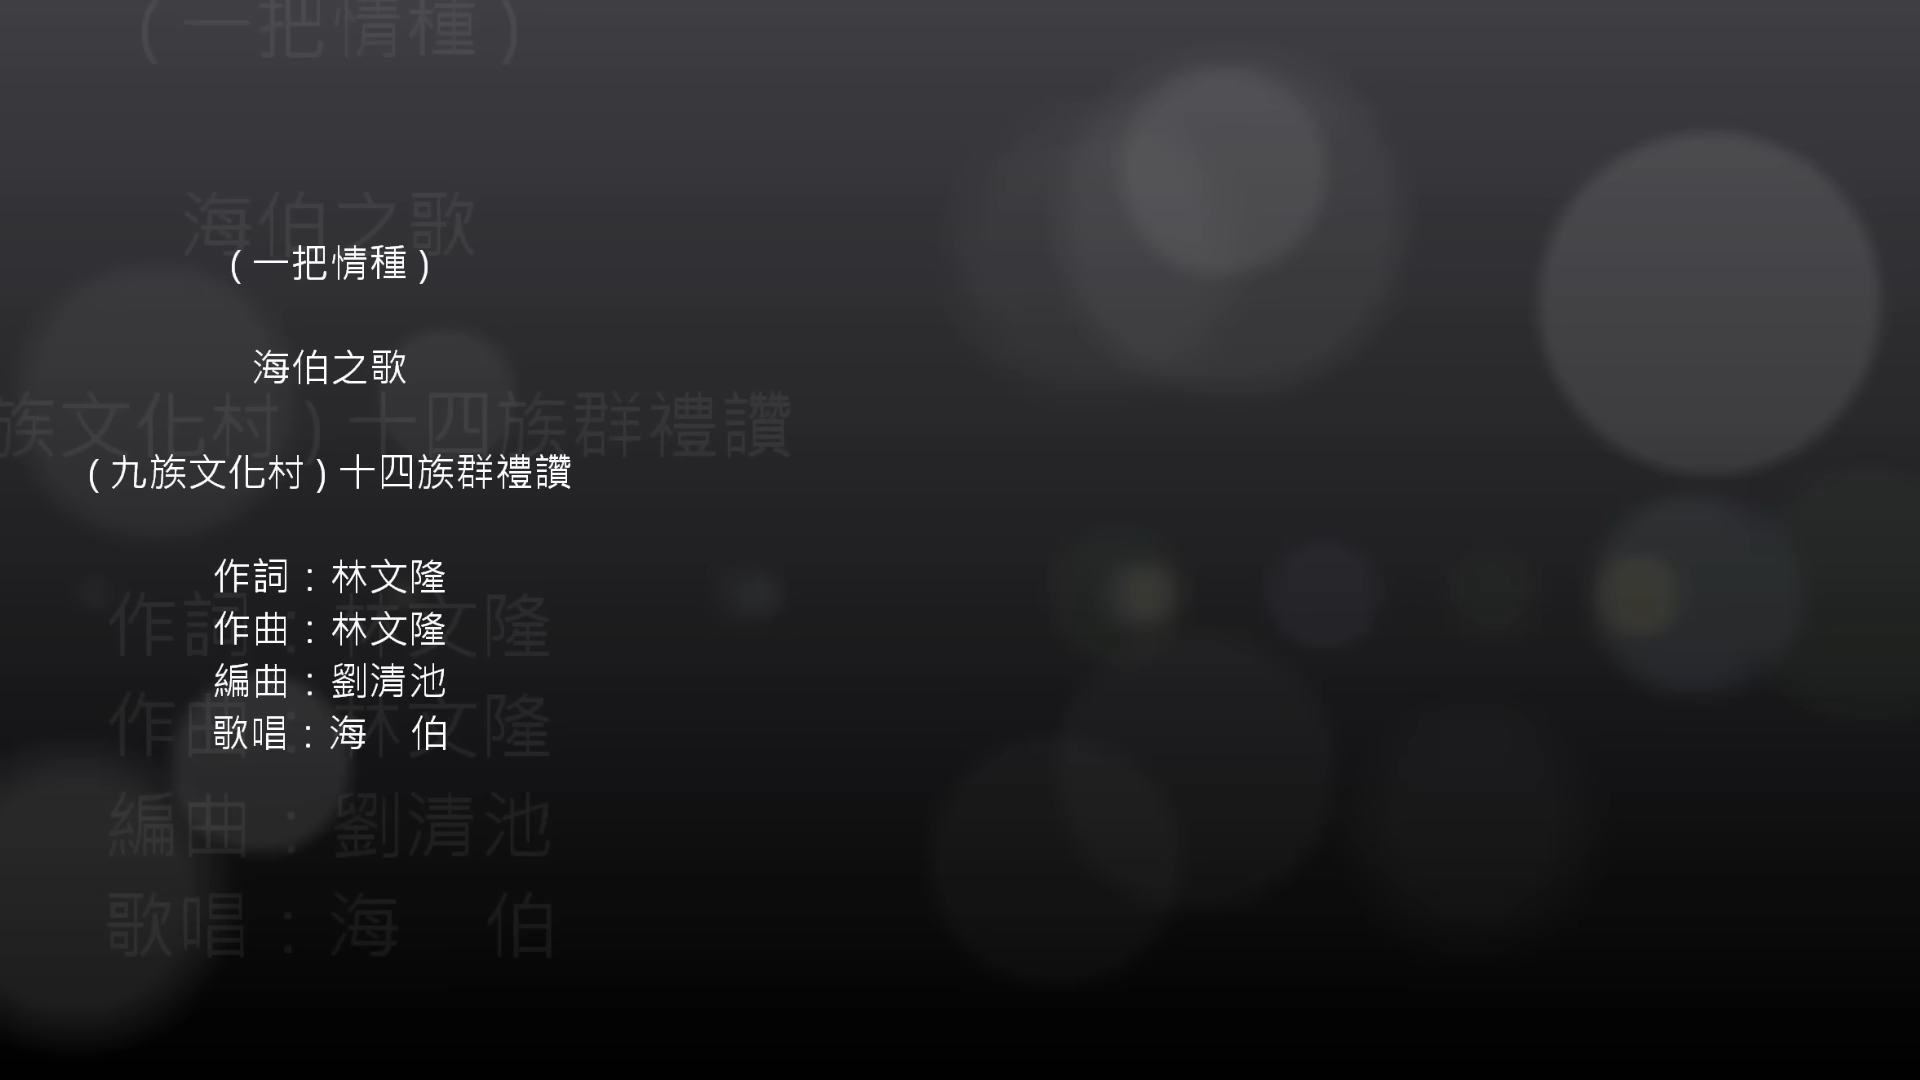 (一把情種)
海伯之歌
(九族文化村)十四族群禮讚
作詞：林文隆
作曲：林文隆
編曲：劉清池
歌唱：海　伯